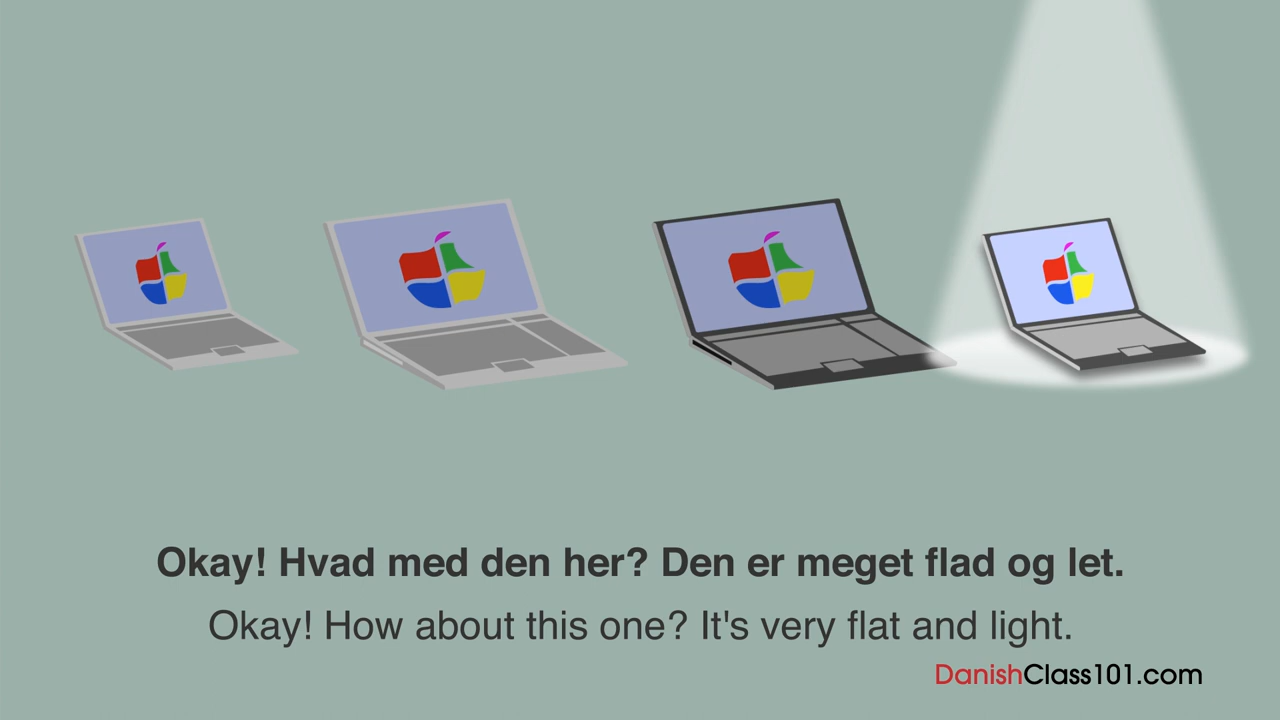 Okay! Hvad med den her? Den er meget flad og let.
Okay! How about this one? It's very flat and light.
DanishClass101.com